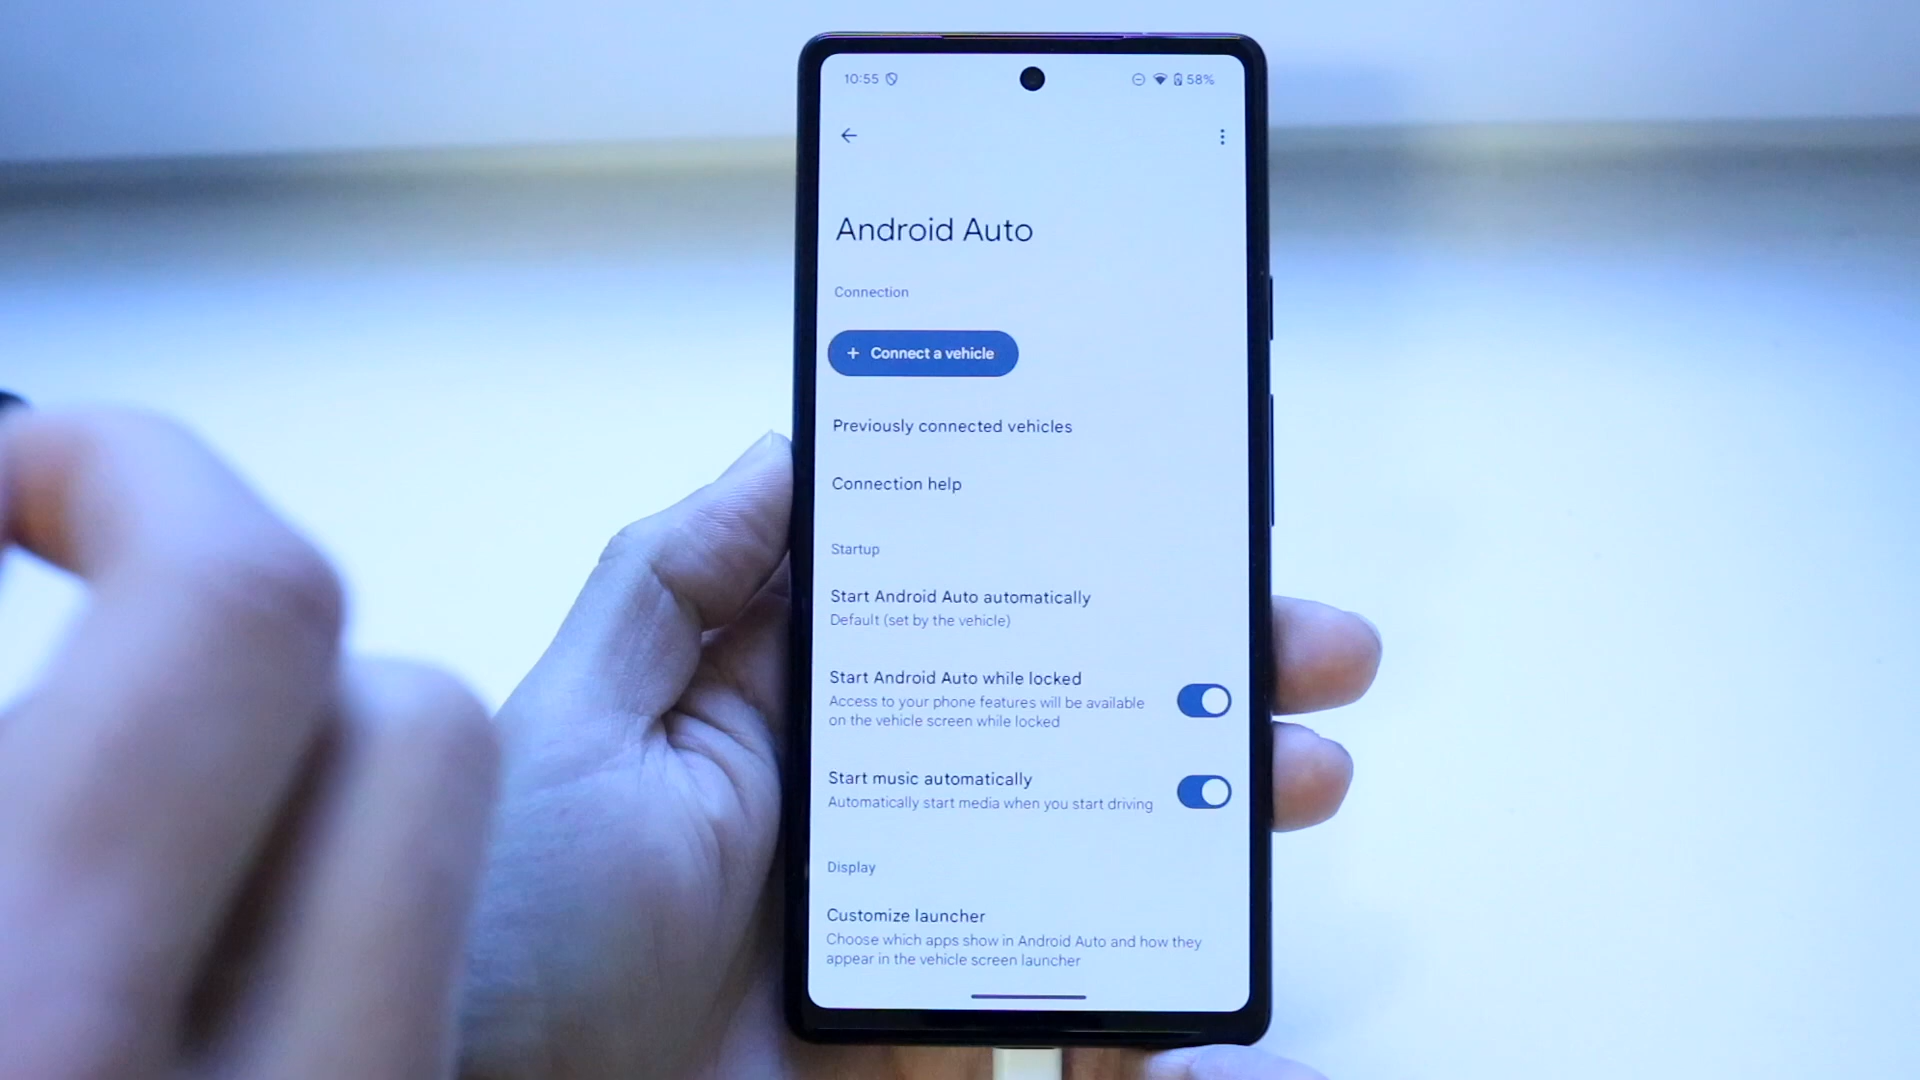 10:55 58%
Android Auto
Connection
+ Connect a vehicle
Previously connected vehicles
Connection help
Startup
Start Android Auto automatically
Default (set by the vehicle)
Start Android Auto while locked
Access to your phone features will be available
on the vehicle screen while locked
Start music automatically
Automatically start media when you start driving
Display
Customize launcher
Choose which apps show in Android Auto and how they
appear in the vehicle screen launcher